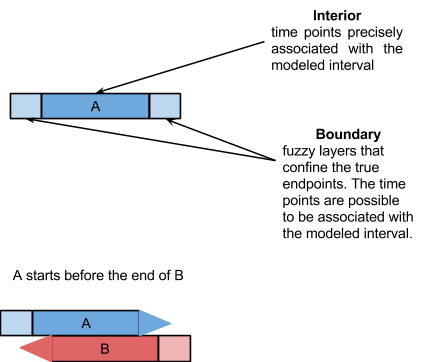 Interior
time points precisely
associated with the
modeled interval
A
Boundary
fuzzy layers that
confine the true
endpoints. The time
points are possible
to be associated with
the modeled interval.
A starts before the end of B
A
B